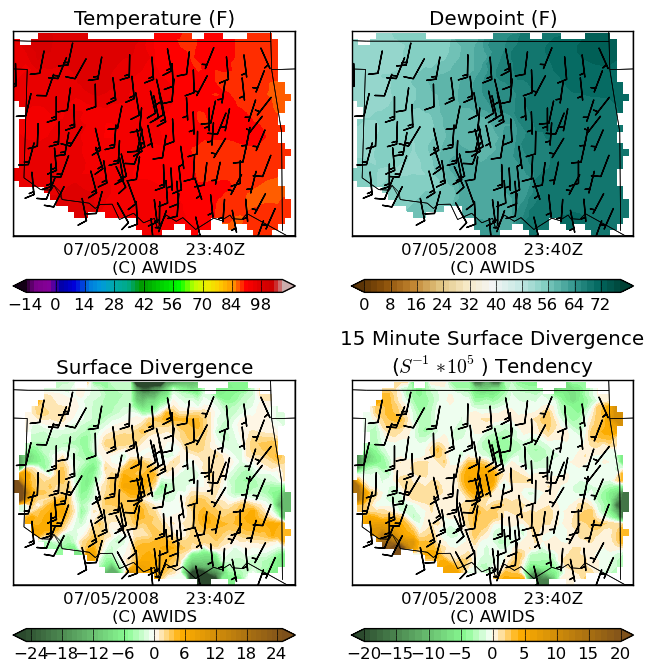 Temperature (F)
Dewpoint (F)
07/05/2008 23:40Z
(C) AWIDS
07/05/2008 23:40Z
(C) AWIDS
−14 0 14 28 42 56 70 84 98
0 8 16 24 32 40 48 56 64 72
Surface Divergence
15 Minute Surface Divergence
(S⁻¹ *10⁵ ) Tendency
07/05/2008 23:40Z
(C) AWIDS
07/05/2008 23:40Z
(C) AWIDS
−24 −18 −12 −6 0 6 12 18 24
−20 −15 −10 −5 0 5 10 15 20